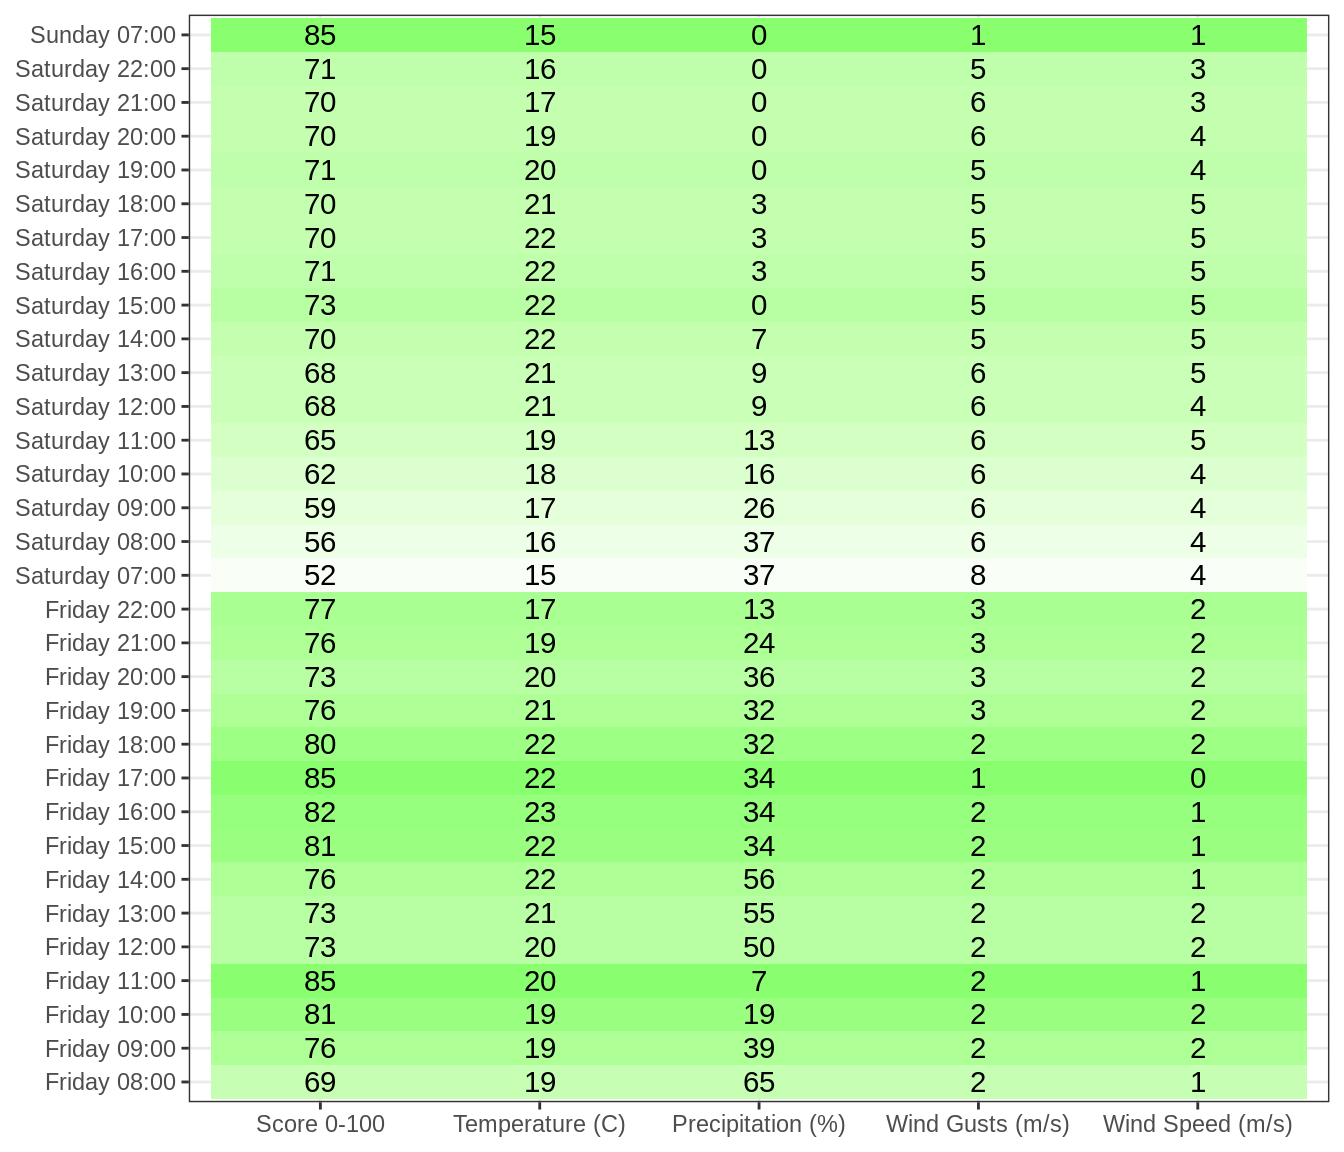 Sunday 07:00 85 15 0 1 1
Saturday 22:00 71 16 0 5 3
Saturday 21:00 70 17 0 6 3
Saturday 20:00 70 19 0 6 4
Saturday 19:00 71 20 0 5 4
Saturday 18:00 70 21 3 5 5
Saturday 17:00 70 22 3 5 5
Saturday 16:00 71 22 3 5 5
Saturday 15:00 73 22 0 5 5
Saturday 14:00 70 22 7 5 5
Saturday 13:00 68 21 9 6 5
Saturday 12:00 68 21 9 6 4
Saturday 11:00 65 19 13 6 5
Saturday 10:00 62 18 16 6 4
Saturday 09:00 59 17 26 6 4
Saturday 08:00 56 16 37 6 4
Saturday 07:00 52 15 37 8 4
Friday 22:00 77 17 13 3 2
Friday 21:00 76 19 24 3 2
Friday 20:00 73 20 36 3 2
Friday 19:00 76 21 32 3 2
Friday 18:00 80 22 32 2 2
Friday 17:00 85 22 34 1 0
Friday 16:00 82 23 34 2 1
Friday 15:00 81 22 34 2 1
Friday 14:00 76 22 56 2 1
Friday 13:00 73 21 55 2 2
Friday 12:00 73 20 50 2 2
Friday 11:00 85 20 7 2 1
Friday 10:00 81 19 19 2 2
Friday 09:00 76 19 39 2 2
Friday 08:00 69 19 65 2 1
Score 0-100 Temperature (C) Precipitation (%) Wind Gusts (m/s) Wind Speed (m/s)